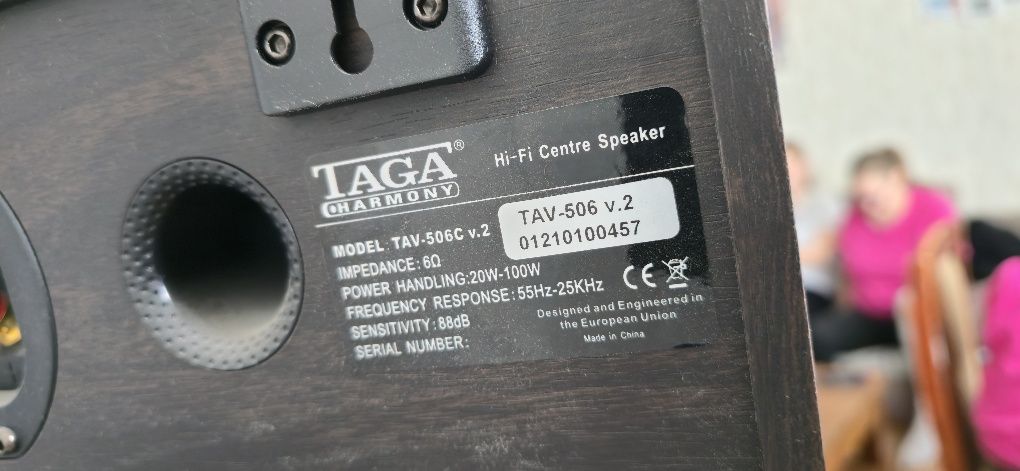 TAGA®
HARMONY
Hi-Fi Centre Speaker
MODEL: TAV-506C v.2
TAV-506 v.2
01210100457
IMPEDANCE: 6Ω
POWER HANDLING: 20W-100W
FREQUENCY RESPONSE: 55Hz-25KHz
SENSITIVITY: 88dB
SERIAL NUMBER:
CE
Designed and Engineered in
the European Union
Made in China